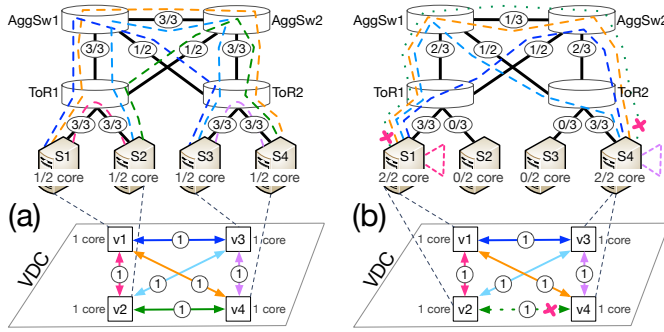 AggSw1 3/3 AggSw2
3/3 1/2 1/2 3/3
ToR1 ToR2
3/3 3/3 3/3 3/3
S1 S2 S3 S4
1/2 core 1/2 core 1/2 core 1/2 core
(a)
VDC
1 core v1 1 v3 1 core
1 1 1 1
1 core v2 1 v4 1 core
AggSw1 1/3 AggSw2
2/3 1/2 1/2 2/3
ToR1 ToR2
3/3 0/3 0/3 3/3
S1 S2 S3 S4
2/2 core 0/2 core 0/2 core 2/2 core
(b)
VDC
1 core v1 1 v3 1 core
1 1 1 1
1 core v2 1 v4 1 core